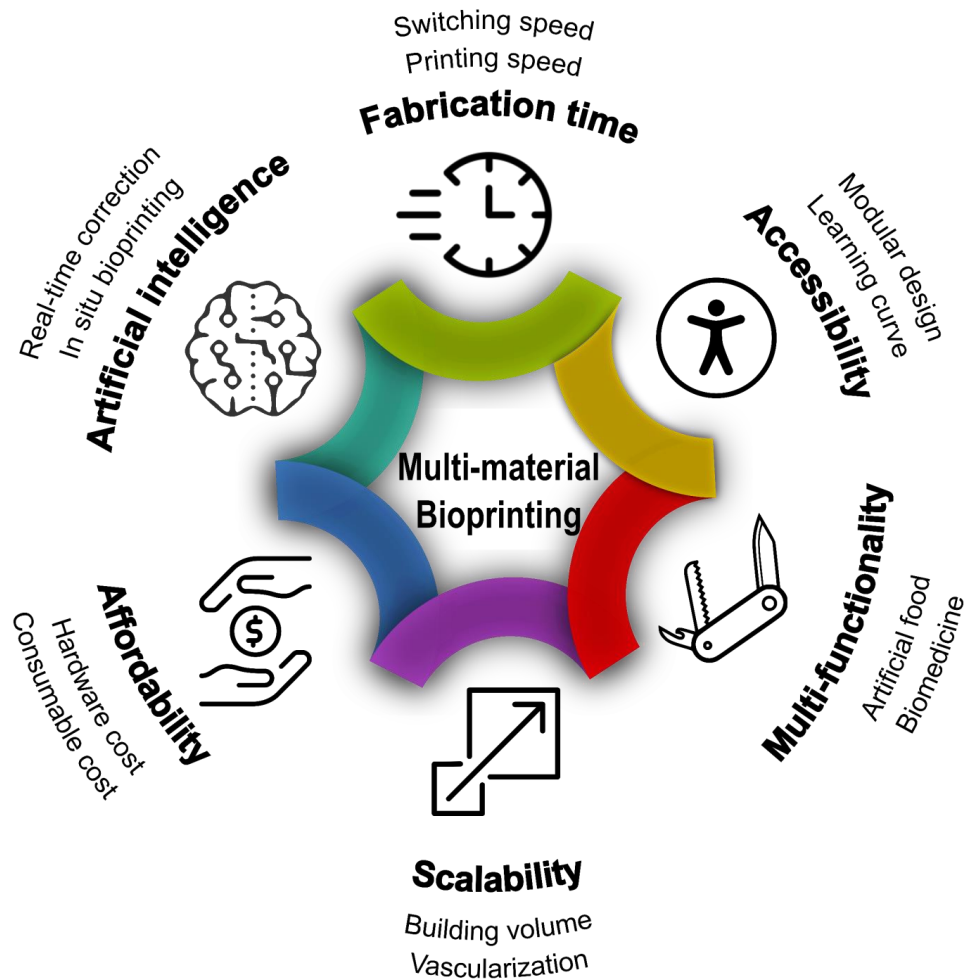 Switching speed
Printing speed
Fabrication time
Modular design
Learning curve
Accessibility
Multi-functionality
Artificial food
Biomedicine
Scalability
Building volume
Vascularization
Affordability
Hardware cost
Consumable cost
$
Real-time correction
In situ bioprinting
Artificial intelligence
Multi-material
Bioprinting